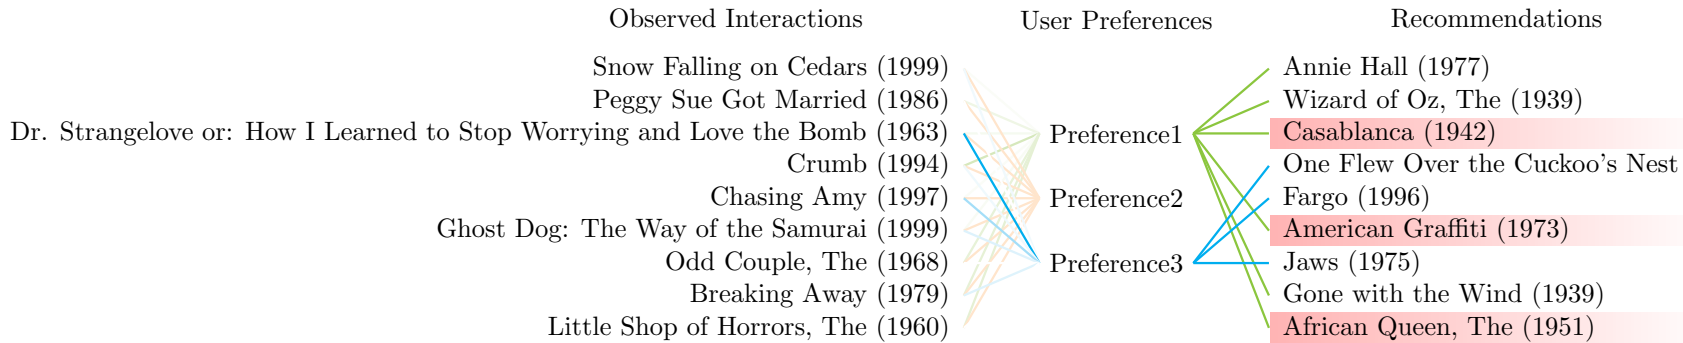 Observed Interactions
User Preferences
Recommendations
Snow Falling on Cedars (1999)
Peggy Sue Got Married (1986)
Dr. Strangelove or: How I Learned to Stop Worrying and Love the Bomb (1963)
Crumb (1994)
Chasing Amy (1997)
Ghost Dog: The Way of the Samurai (1999)
Odd Couple, The (1968)
Breaking Away (1979)
Little Shop of Horrors, The (1960)
Preference1
Preference2
Preference3
Annie Hall (1977)
Wizard of Oz, The (1939)
Casablanca (1942)
One Flew Over the Cuckoo's Nest
Fargo (1996)
American Graffiti (1973)
Jaws (1975)
Gone with the Wind (1939)
African Queen, The (1951)